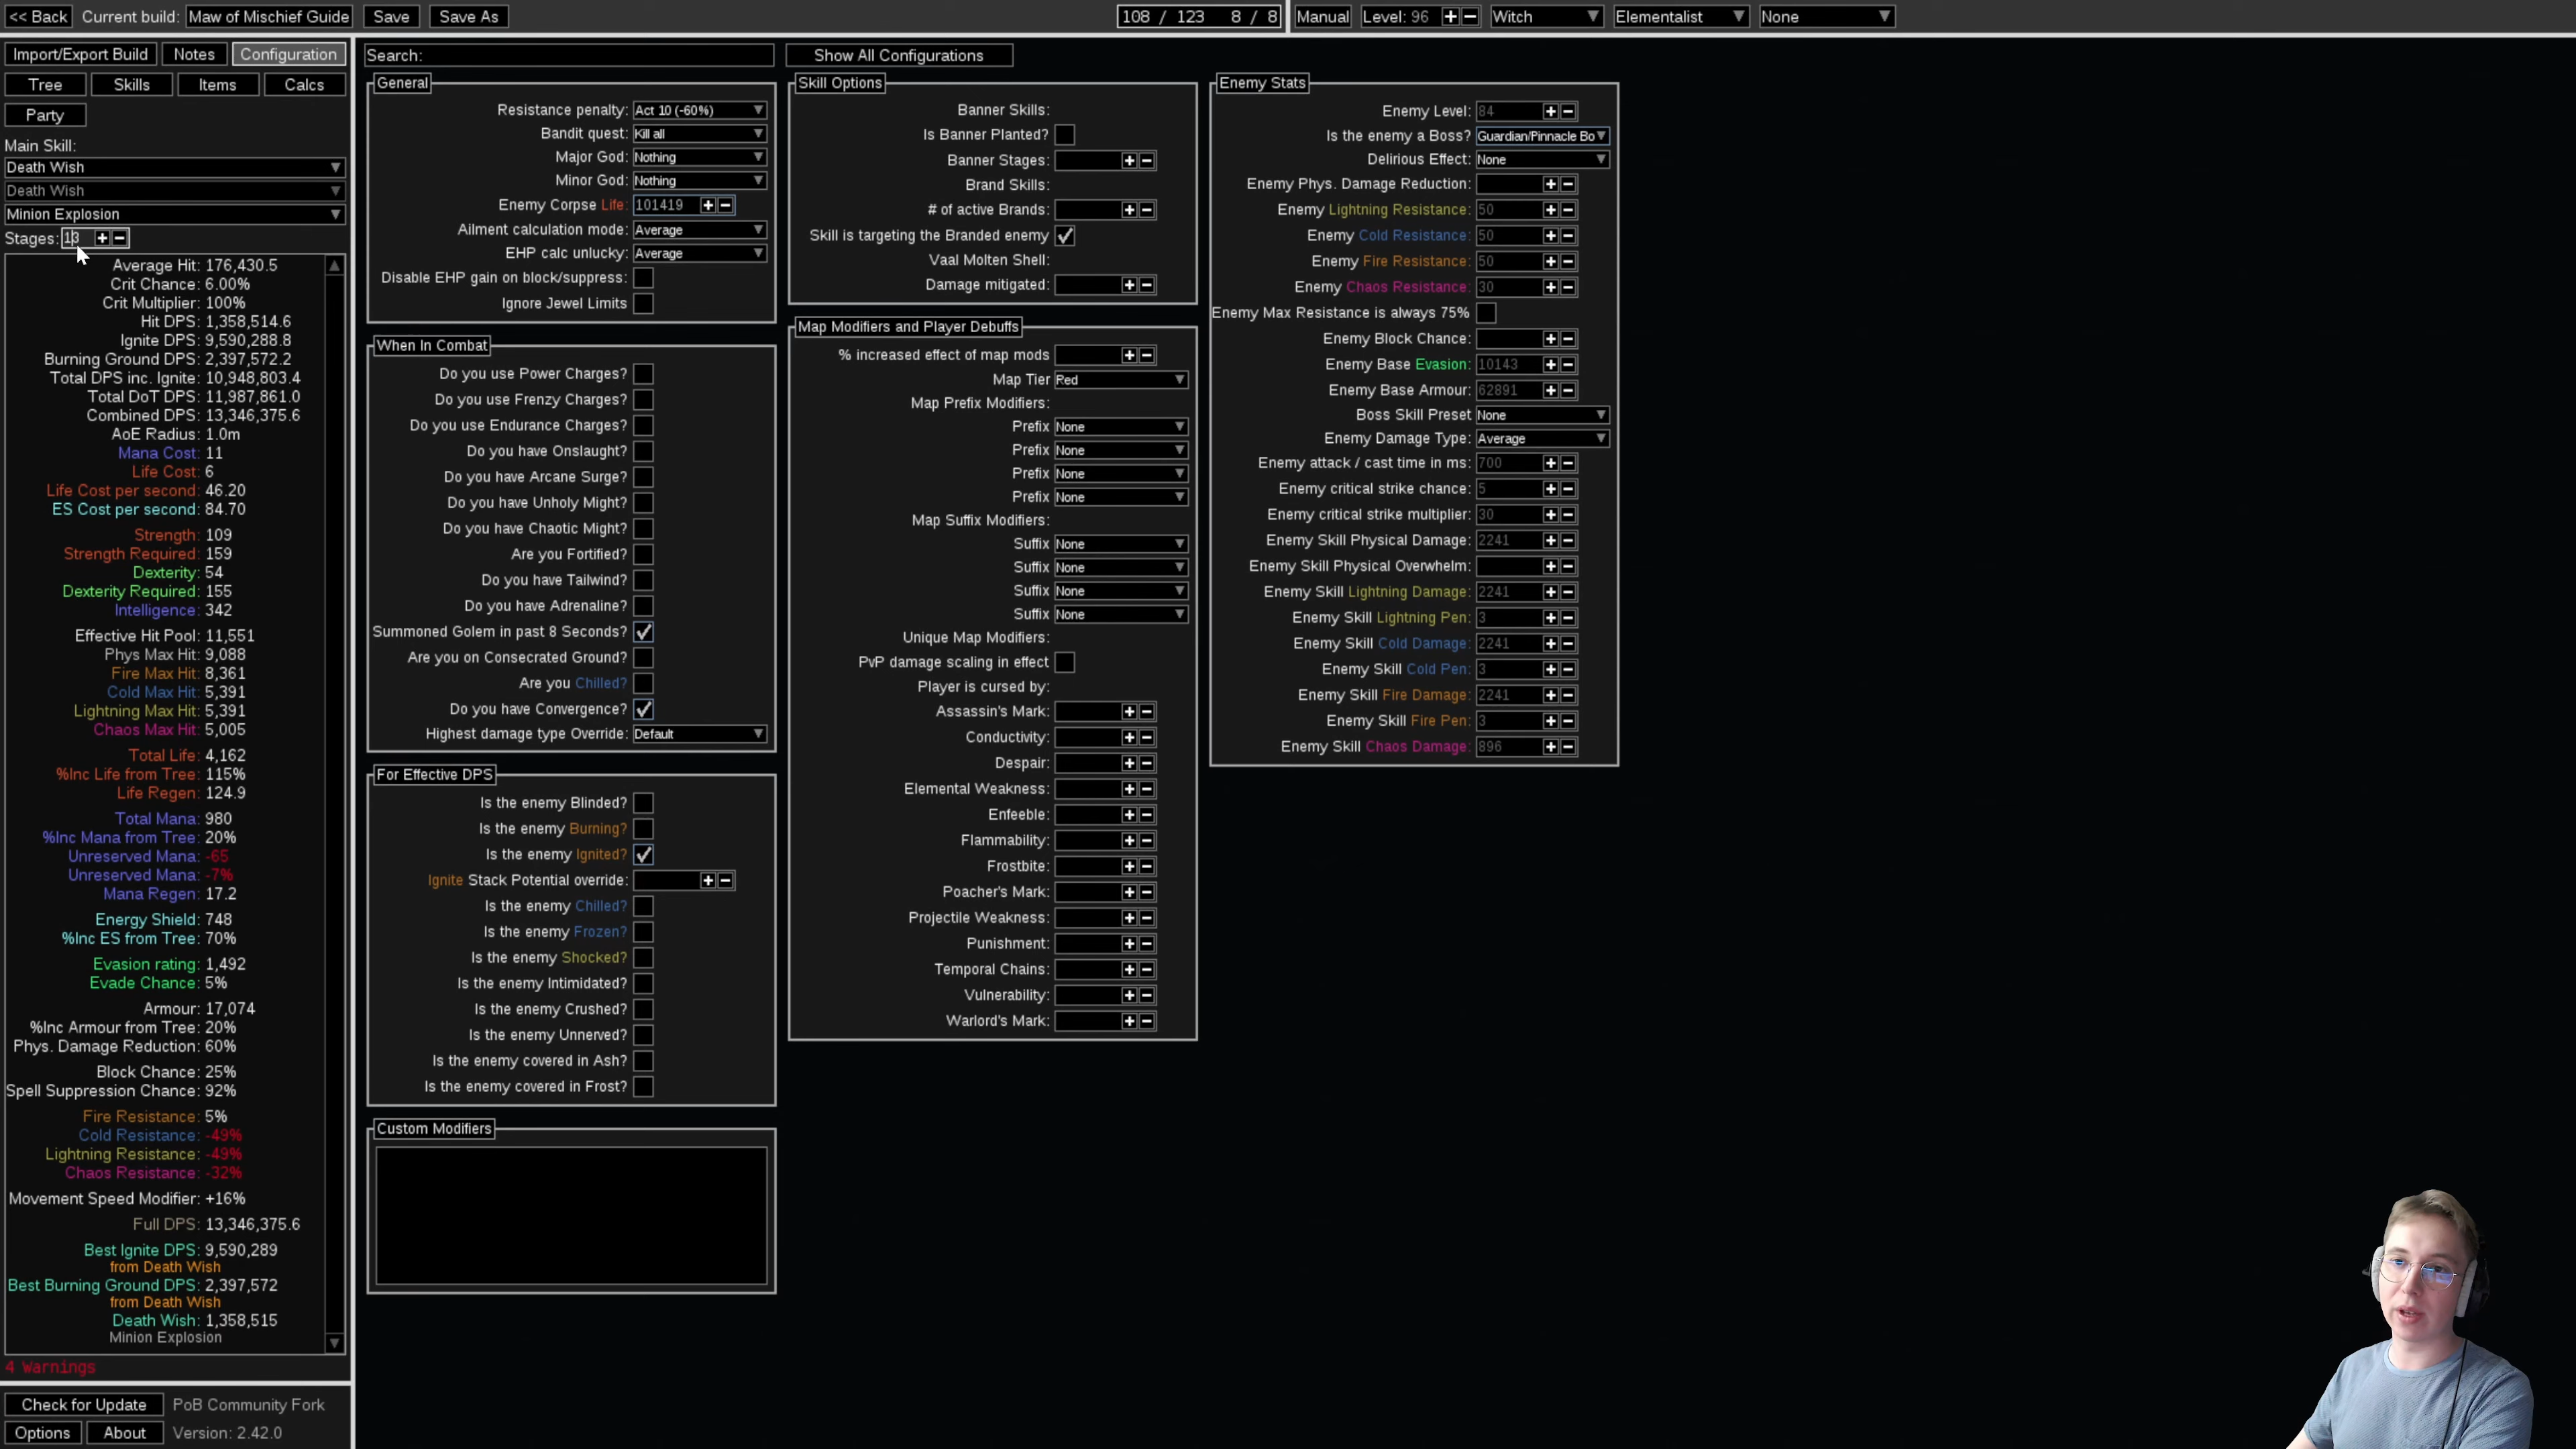 << Back Current build: Maw of Mischief Guide Save Save As 108 / 123 8 / 8 Manual Level: 96 + - Witch Elementalist None
Import/Export Build Notes Configuration
Tree Skills Items Calcs
Party
Main Skill:
Death Wish
Death Wish
Minion Explosion
Stages: 13 + -
Average Hit: 176,430.5
Crit Chance: 6.00%
Crit Multiplier: 100%
Hit DPS: 1,358,514.6
Ignite DPS: 9,590,288.8
Burning Ground DPS: 2,397,572.2
Total DPS inc. Ignite: 10,948,803.4
Total DoT DPS: 11,987,861.0
Combined DPS: 13,346,375.6
AoE Radius: 1.0m
Mana Cost: 11
Life Cost: 6
Life Cost per second: 46.20
ES Cost per second: 84.70
Strength: 109
Strength Required: 159
Dexterity: 54
Dexterity Required: 155
Intelligence: 342
Effective Hit Pool: 11,551
Phys Max Hit: 9,088
Fire Max Hit: 8,361
Cold Max Hit: 5,391
Lightning Max Hit: 5,391
Chaos Max Hit: 5,005
Total Life: 4,162
%Inc Life from Tree: 115%
Life Regen: 124.9
Total Mana: 980
%Inc Mana from Tree: 20%
Unreserved Mana: -65
Unreserved Mana: -7%
Mana Regen: 17.2
Energy Shield: 748
%Inc ES from Tree: 70%
Evasion rating: 1,492
Evade Chance: 5%
Armour: 17,074
%Inc Armour from Tree: 20%
Phys. Damage Reduction: 60%
Block Chance: 25%
Spell Suppression Chance: 92%
Fire Resistance: 5%
Cold Resistance: -49%
Lightning Resistance: -49%
Chaos Resistance: -32%
Movement Speed Modifier: +16%
Full DPS: 13,346,375.6
Best Ignite DPS: 9,590,289
from Death Wish
Best Burning Ground DPS: 2,397,572
from Death Wish
Death Wish: 1,358,515
Minion Explosion
4 Warnings
Check for Update PoB Community Fork
Options About Version: 2.42.0
Search: Show All Configurations
General
Resistance penalty: Act 10 (-60%)
Bandit quest: Kill all
Major God: Nothing
Minor God: Nothing
Enemy Corpse Life: 101419 + -
Ailment calculation mode: Average
EHP calc unlucky: Average
Disable EHP gain on block/suppress:
Ignore Jewel Limits
When In Combat
Do you use Power Charges?
Do you use Frenzy Charges?
Do you use Endurance Charges?
Do you have Onslaught?
Do you have Arcane Surge?
Do you have Unholy Might?
Do you have Chaotic Might?
Are you Fortified?
Do you have Tailwind?
Do you have Adrenaline?
Summoned Golem in past 8 Seconds?
Are you on Consecrated Ground?
Are you Chilled?
Do you have Convergence?
Highest damage type Override: Default
For Effective DPS
Is the enemy Blinded?
Is the enemy Burning?
Is the enemy Ignited?
Ignite Stack Potential override: + -
Is the enemy Chilled?
Is the enemy Frozen?
Is the enemy Shocked?
Is the enemy Intimidated?
Is the enemy Crushed?
Is the enemy Unnerved?
Is the enemy covered in Ash?
Is the enemy covered in Frost?
Custom Modifiers
Skill Options
Banner Skills:
Is Banner Planted?
Banner Stages: + -
Brand Skills:
# of active Brands: + -
Skill is targeting the Branded enemy
Vaal Molten Shell:
Damage mitigated: + -
Map Modifiers and Player Debuffs
% increased effect of map mods + -
Map Tier Red
Map Prefix Modifiers:
Prefix None
Prefix None
Prefix None
Prefix None
Map Suffix Modifiers:
Suffix None
Suffix None
Suffix None
Suffix None
Unique Map Modifiers:
PvP damage scaling in effect
Player is cursed by:
Assassin's Mark: + -
Conductivity: + -
Despair: + -
Elemental Weakness: + -
Enfeeble: + -
Flammability: + -
Frostbite: + -
Poacher's Mark: + -
Projectile Weakness: + -
Punishment: + -
Temporal Chains: + -
Vulnerability: + -
Warlord's Mark: + -
Enemy Stats
Enemy Level: 84 + -
Is the enemy a Boss? Guardian/Pinnacle Bo
Delirious Effect: None
Enemy Phys. Damage Reduction: + -
Enemy Lightning Resistance: 50 + -
Enemy Cold Resistance: 50 + -
Enemy Fire Resistance: 50 + -
Enemy Chaos Resistance: 30 + -
Enemy Max Resistance is always 75%
Enemy Block Chance: + -
Enemy Base Evasion: 10143 + -
Enemy Base Armour: 62891 + -
Boss Skill Preset None
Enemy Damage Type: Average
Enemy attack / cast time in ms: 700 + -
Enemy critical strike chance: 5 + -
Enemy critical strike multiplier: 30 + -
Enemy Skill Physical Damage: 2241 + -
Enemy Skill Physical Overwhelm: + -
Enemy Skill Lightning Damage: 2241 + -
Enemy Skill Lightning Pen: 3 + -
Enemy Skill Cold Damage: 2241 + -
Enemy Skill Cold Pen: 3 + -
Enemy Skill Fire Damage: 2241 + -
Enemy Skill Fire Pen: 3 + -
Enemy Skill Chaos Damage: 896 + -